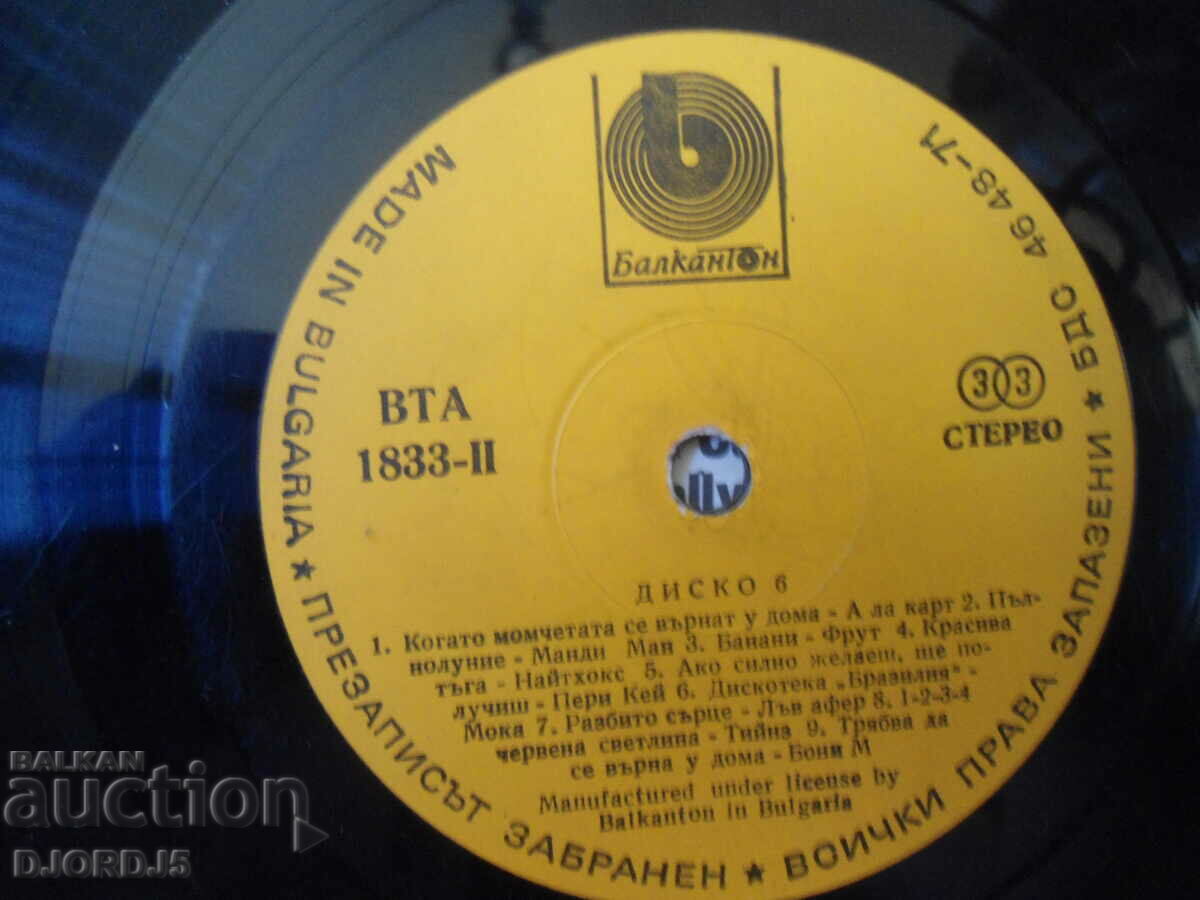 Балкантон
MADE IN BULGARIA ★ ПРЕЗАПИСЪТ ЗАБРАНЕН ★ ВСИЧКИ ПРАВА ЗАПАЗЕНИ ★ БДС 4648-71
ВТА
1833-II
33
СТЕРЕО
ДИСКО 6
1. Когато момчетата се върнат у дома - А ла карт 2. Пъл-
нолуние - Манди Ман 3. Банани - Фрут 4. Красива
тъга - Найтхокс 5. Ако силно желаеш, ще по-
лучиш - Пери Кей 6. Дискотека „Бразилия" -
Мока 7. Разбито сърце - Лъв афер 8. 1-2-3-4
червена светлина - Тийнз 9. Трябва да
се върна у дома - Бони М
Manufactured under license by
Balkanton in Bulgaria
BALKAN
auction
DJORDJ5